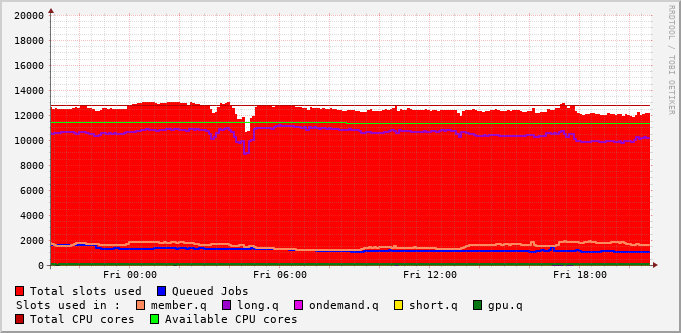 20000
18000
16000
14000
12000
10000
8000
6000
4000
2000
0
Fri 00:00 Fri 06:00 Fri 12:00 Fri 18:00
RRDTOOL / TOBI OETIKER
Total slots used Queued Jobs
Slots used in : member.q long.q ondemand.q short.q gpu.q
Total CPU cores Available CPU cores